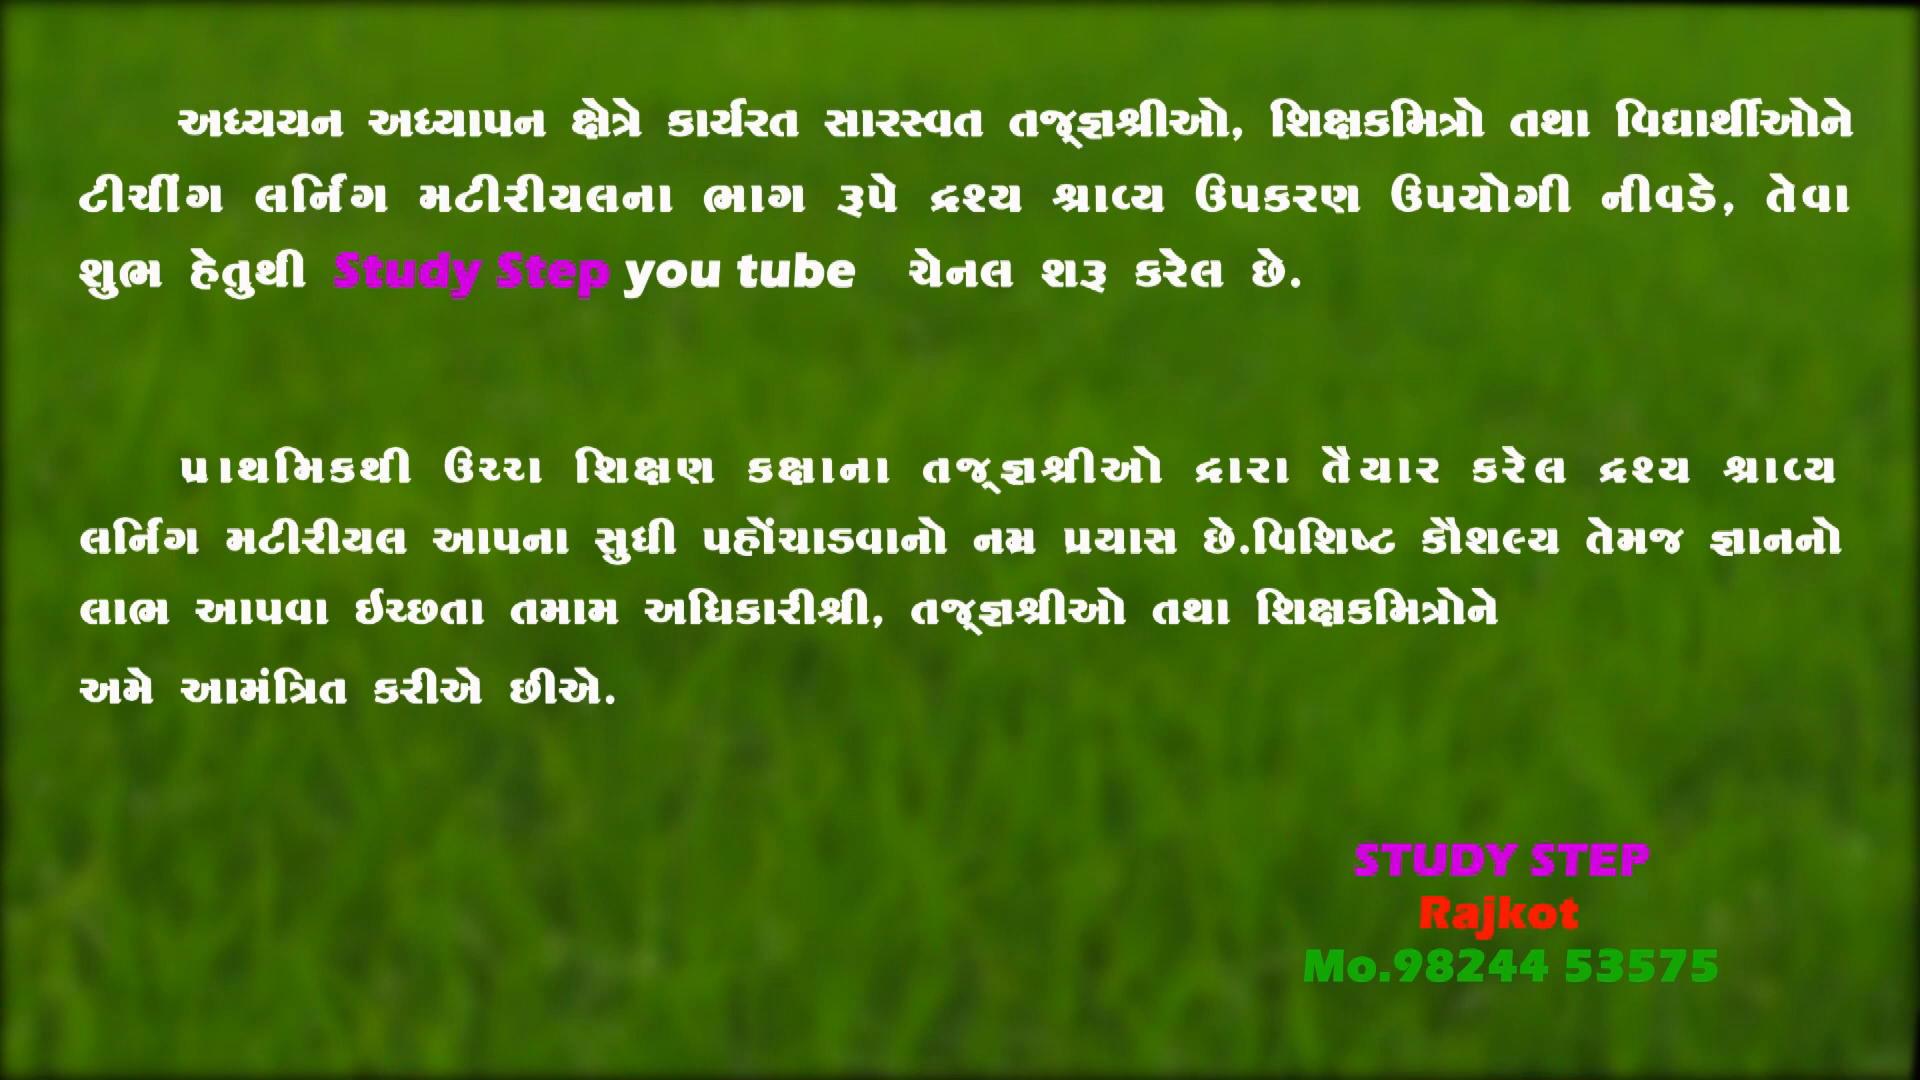 અધ્યયન અધ્યાપન ક્ષેત્રે કાર્યરત સારસ્વત તજ્જ્ઞશ્રીઓ, શિક્ષકમિત્રો તથા વિદ્યાર્થીઓને
ટીચીંગ લર્નિંગ મટીરીયલના ભાગ રૂપે દ્રશ્ય શ્રાવ્ય ઉપકરણ ઉપયોગી નીવડે, તેવા
શુભ હેતુથી Study Step you tube ચેનલ શરૂ કરેલ છે.
પ્રાથમિકથી ઉચ્ચા શિક્ષણ કક્ષાના તજ્જ્ઞશ્રીઓ દ્રારા તૈયાર કરેલ દ્રશ્ય શ્રાવ્ય
લર્નિંગ મટીરીયલ આપના સુધી પહોંચાડવાનો નમ્ર પ્રયાસ છે.વિશિષ્ટ કૌશલ્ય તેમજ જ્ઞાનનો
લાભ આપવા ઈચ્છતા તમામ અધિકારીશ્રી, તજ્જ્ઞશ્રીઓ તથા શિક્ષકમિત્રોને
અમે આમંત્રિત કરીએ છીએ.
STUDY STEP
Rajkot
Mo.98244 53575